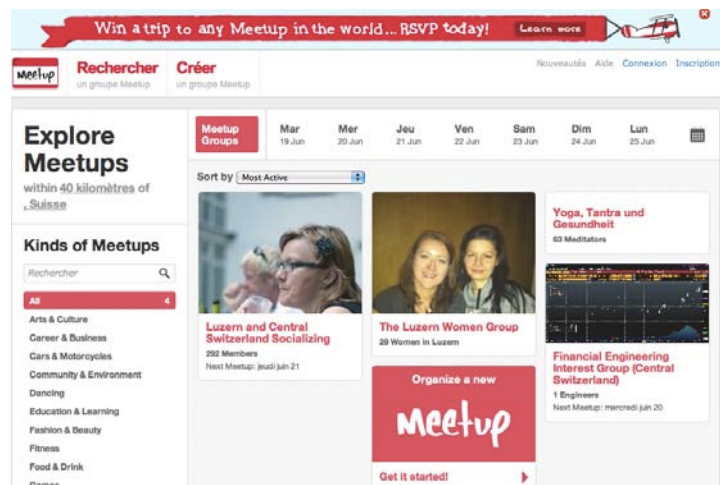 Win a trip to any Meetup in the world... RSVP today!
Learn more
Meetup
Rechercher
un groupe Meetup
Créer
un groupe Meetup
Nouveautés Aide Connexion Inscription
Explore
Meetups
within 40 kilomètres of
, Suisse
Kinds of Meetups
Rechercher
All 4
Arts & Culture
Career & Business
Cars & Motorcycles
Community & Environment
Dancing
Education & Learning
Fashion & Beauty
Fitness
Food & Drink
Games
Meetup
Groups
Mar
19 Jun
Mer
20 Jun
Jeu
21 Jun
Ven
22 Jun
Sam
23 Jun
Dim
24 Jun
Lun
25 Jun
Sort by Most Active
Luzern and Central
Switzerland Socializing
292 Members
Next Meetup: jeudi juin 21
The Luzern Women Group
29 Women in Luzern
Organize a new
Meetup
Get it started!
Yoga, Tantra und
Gesundheit
63 Meditators
Financial Engineering
Interest Group (Central
Switzerland)
1 Engineers
Next Meetup: mercredi juin 20